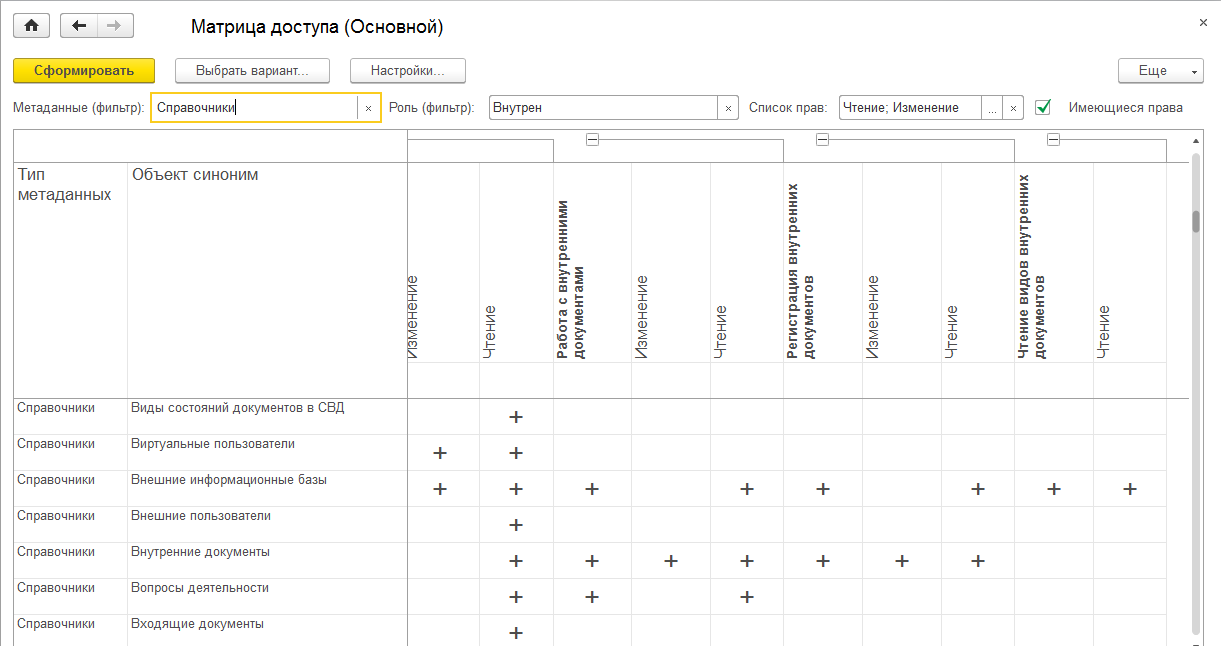 Матрица доступа (Основной)
Сформировать
Выбрать вариант...
Настройки...
Еще
Метаданные (фильтр):
Справочники
Роль (фильтр):
Внутрен
Список прав:
Чтение; Изменение
...
Имеющиеся права
Тип
метаданных
Объект синоним
Изменение
Чтение
Работа с внутренними
документами
Изменение
Чтение
Регистрация внутренних
документов
Изменение
Чтение
Чтение видов внутренних
документов
Чтение
Справочники Виды состояний документов в СВД +
Справочники Виртуальные пользователи + +
Справочники Внешние информационные базы + + + + + + + +
Справочники Внешние пользователи +
Справочники Внутренние документы + + + + + + +
Справочники Вопросы деятельности + + +
Справочники Входящие документы +